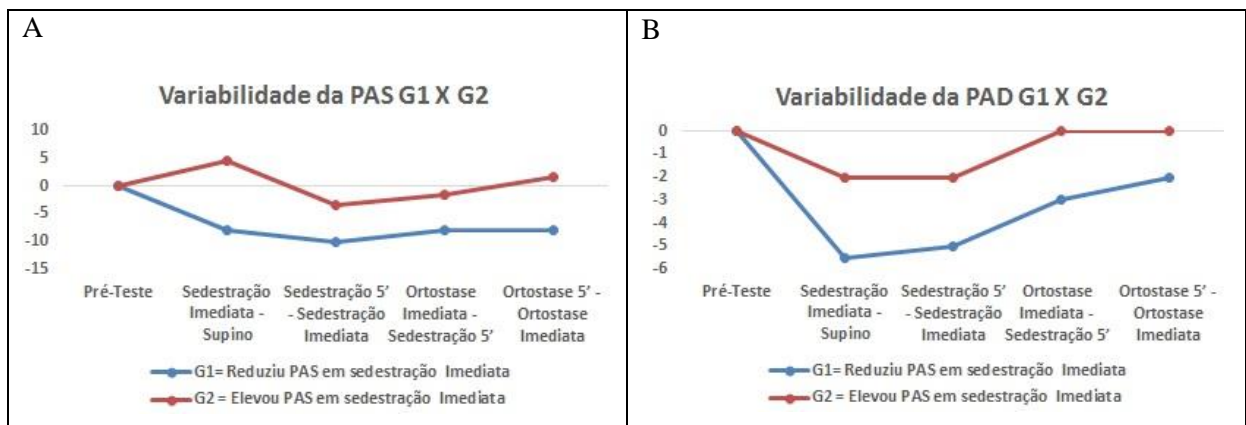 A
Variabilidade da PAS G1 X G2
10
5
0
-5
-10
-15
Pré-Teste
Sedestração
Imediata -
Supino
Sedestração 5’
- Sedestração
Imediata
Ortostase
Imediata -
Sedestração 5’
Ortostase 5’ -
Ortostase
Imediata
G1= Reduziu PAS em sedestração Imediata
G2 = Elevou PAS em sedestração Imediata
B
Variabilidade da PAD G1 X G2
0
-1
-2
-3
-4
-5
-6
Pré-Teste
Sedestração
Imediata -
Supino
Sedestração 5’
- Sedestração
Imediata
Ortostase
Imediata -
Sedestração 5’
Ortostase 5’ -
Ortostase
Imediata
G1= Reduziu PAS em sedestração Imediata
G2 = Elevou PAS em sedestração Imediata